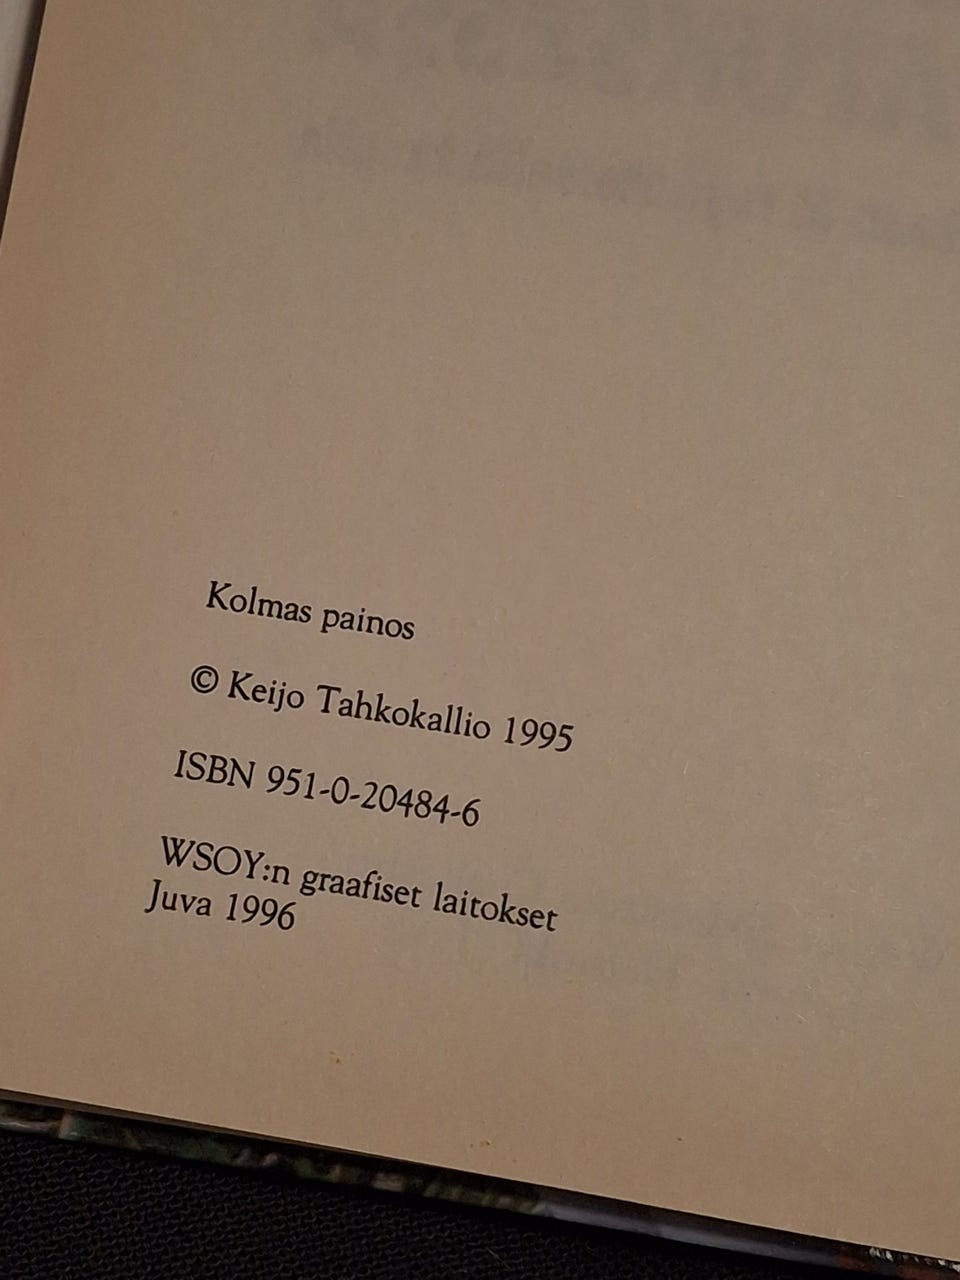 Kolmas painos
© Keijo Tahkokallio 1995
ISBN 951-0-20484-6
WSOY:n graafiset laitokset
Juva 1996